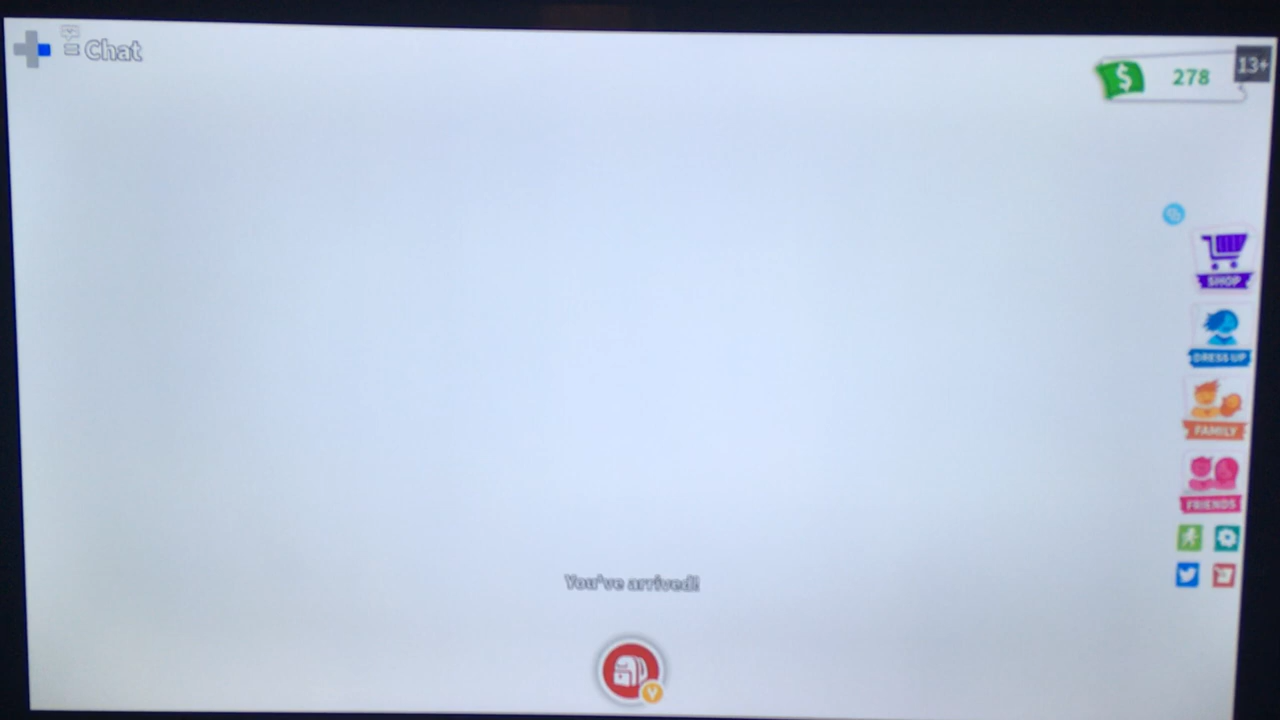 Chat
278
13+
SHOP
DRESS UP
FAMILY
FRIENDS
You've arrived!
Y